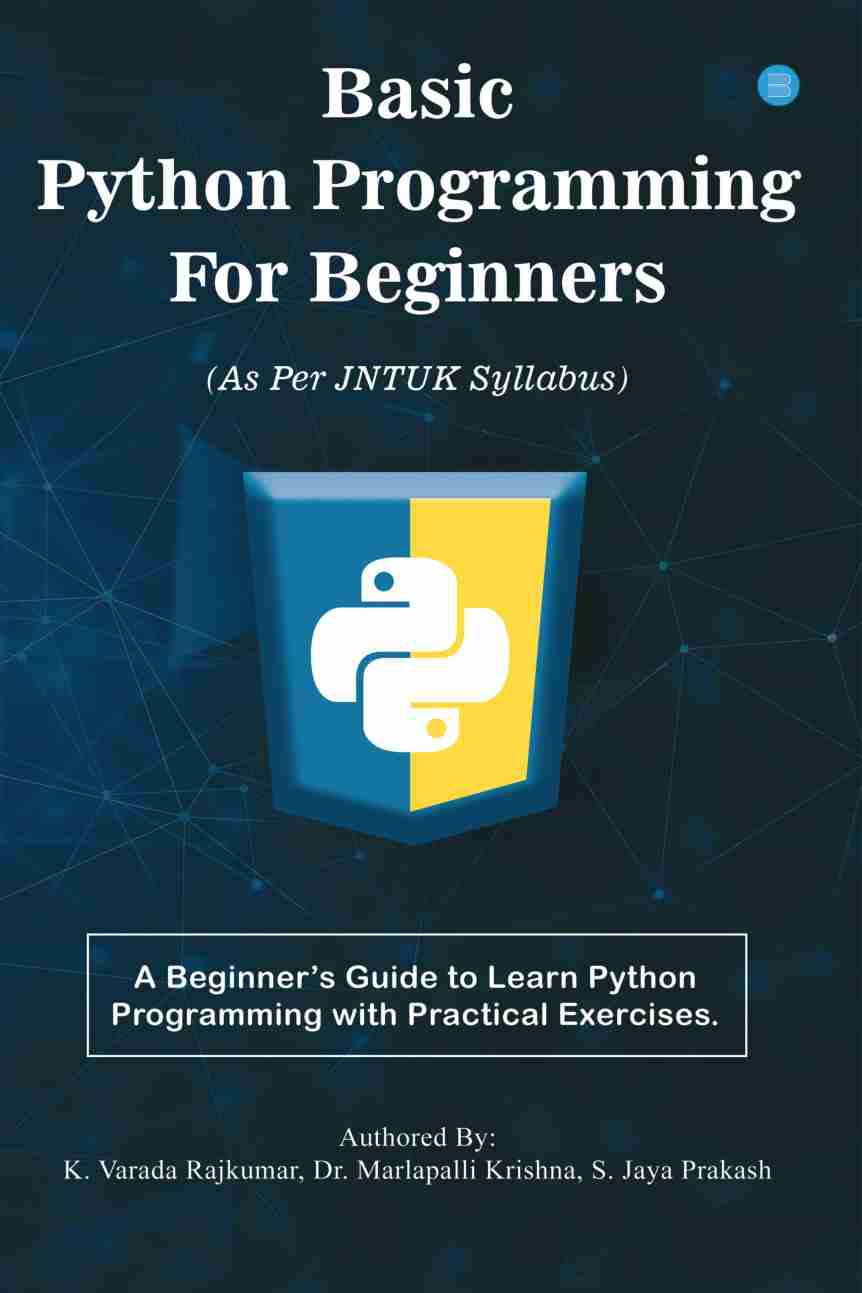 Basic
Python Programming
For Beginners
(As Per JNTUK Syllabus)
A Beginner's Guide to Learn Python
Programming with Practical Exercises.
Authored By:
K. Varada Rajkumar, Dr. Marlapalli Krishna, S. Jaya Prakash